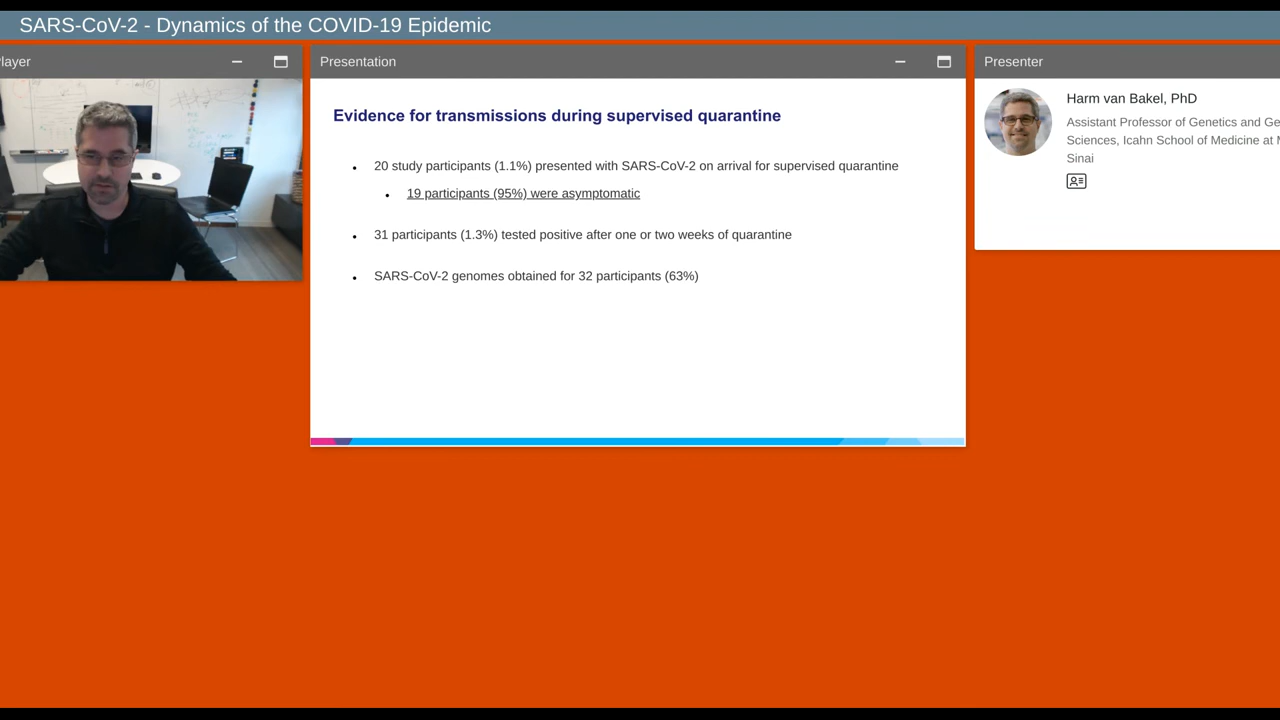 SARS-CoV-2 - Dynamics of the COVID-19 Epidemic
layer
Presentation
Presenter
Evidence for transmissions during supervised quarantine
20 study participants (1.1%) presented with SARS-CoV-2 on arrival for supervised quarantine
19 participants (95%) were asymptomatic
31 participants (1.3%) tested positive after one or two weeks of quarantine
SARS-CoV-2 genomes obtained for 32 participants (63%)
Harm van Bakel, PhD
Assistant Professor of Genetics and Ge
Sciences, Icahn School of Medicine at M
Sinai